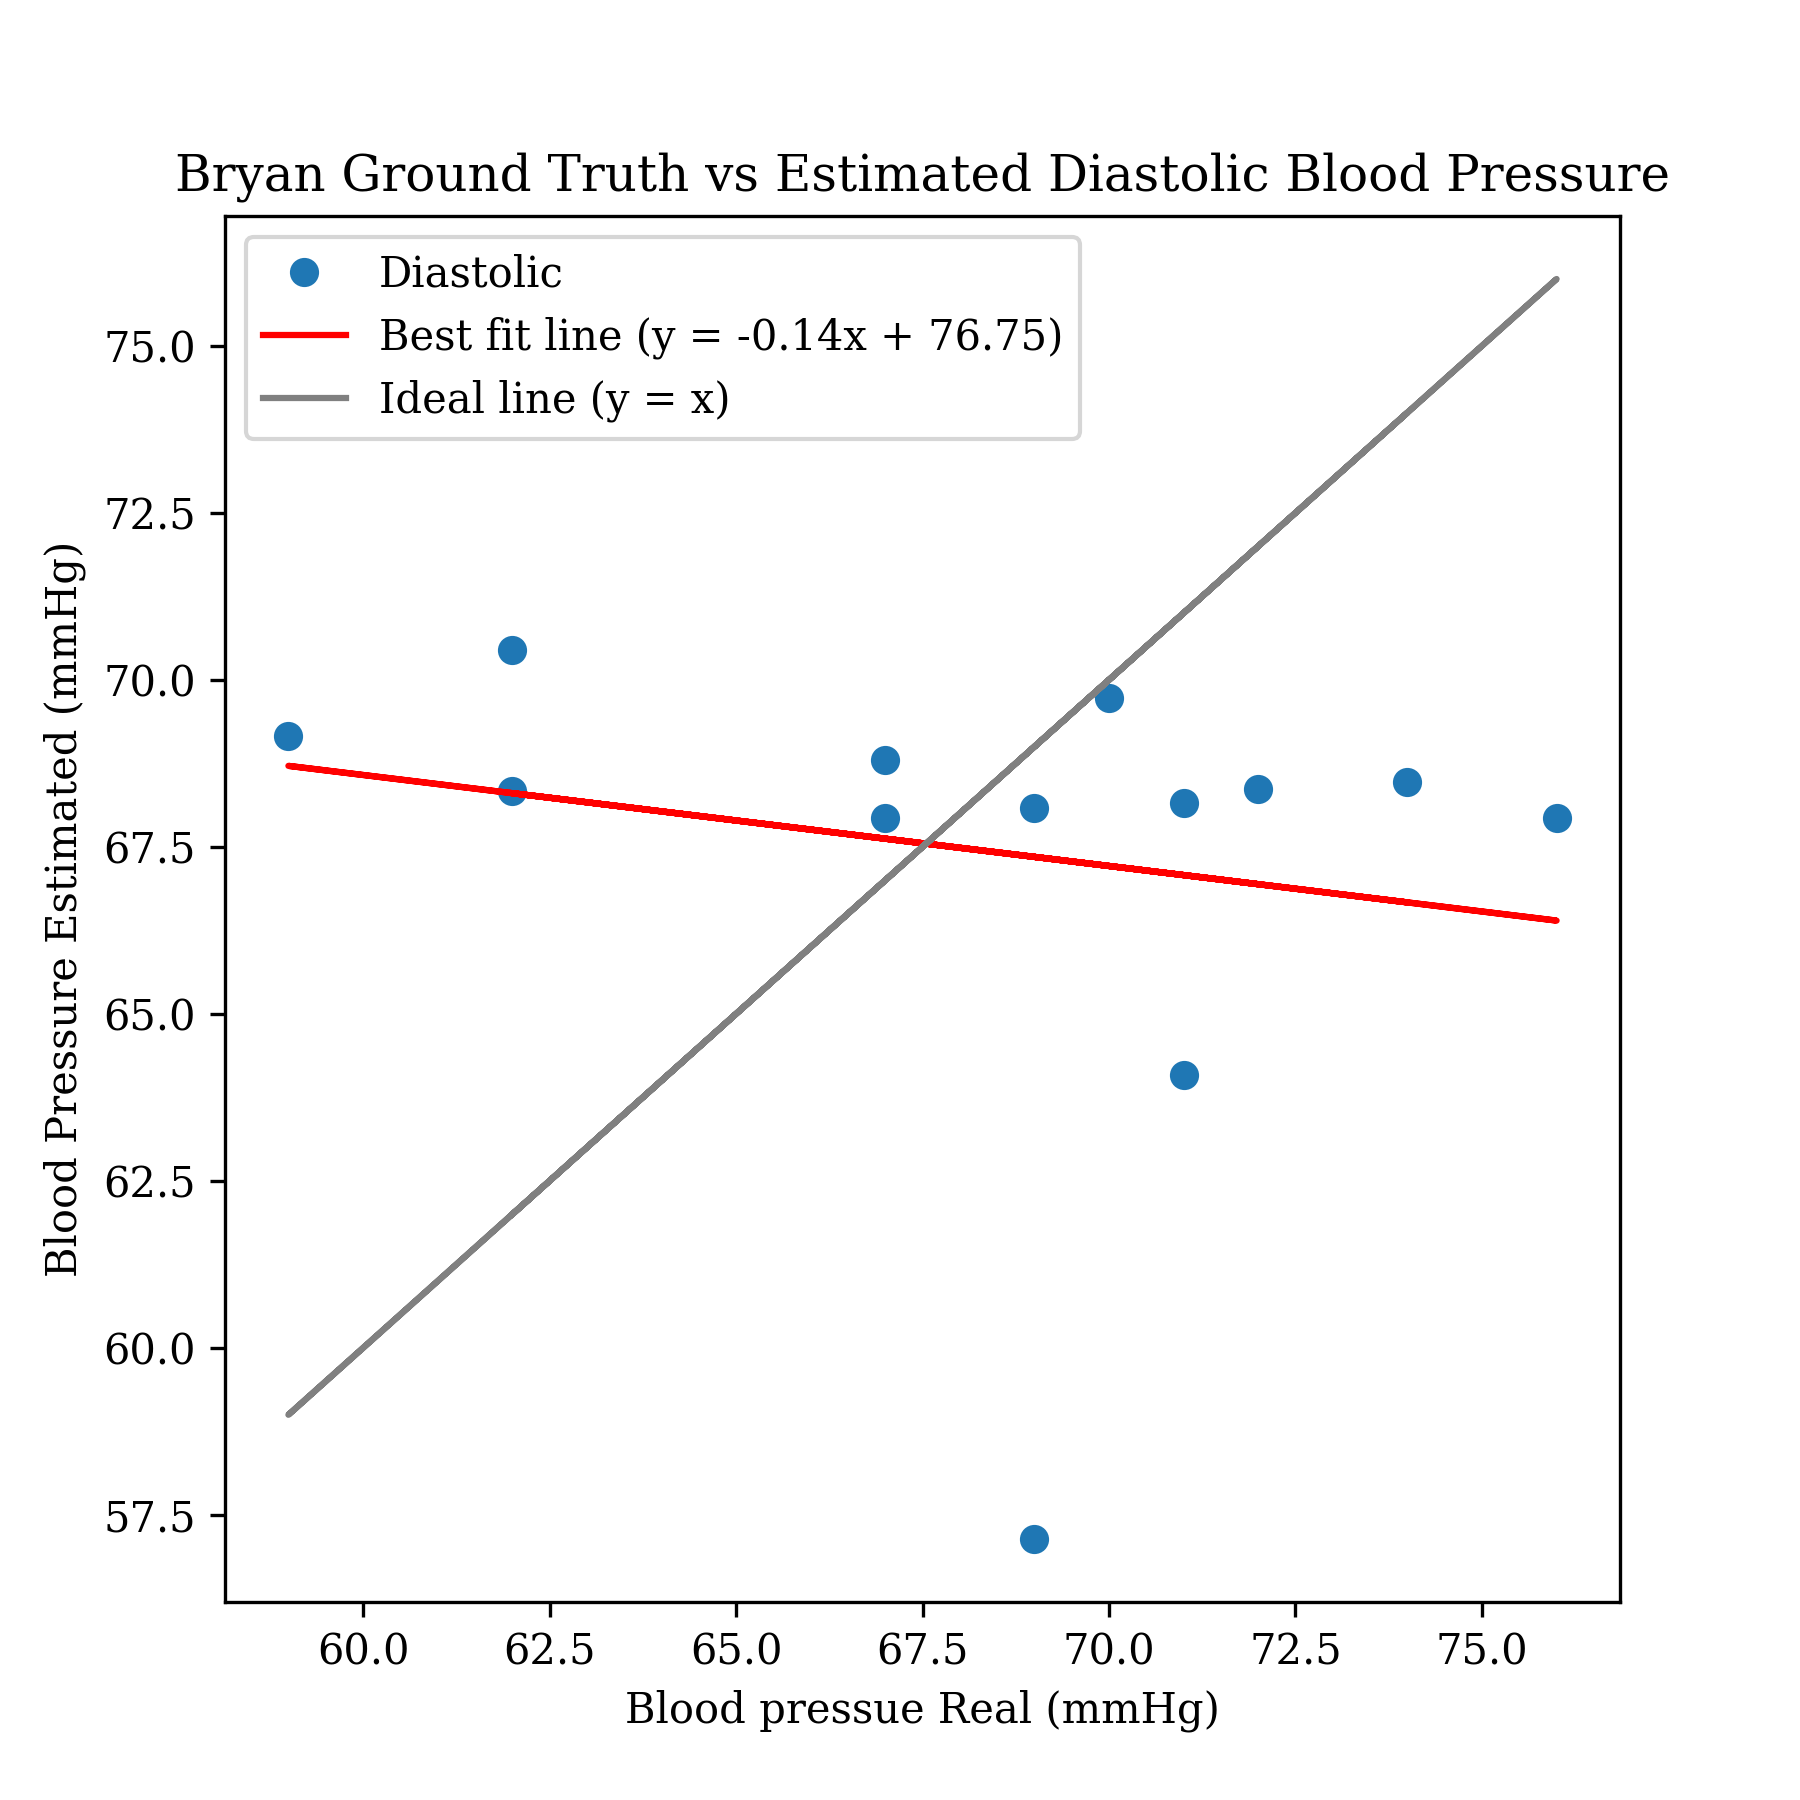 Bryan Ground Truth vs Estimated Diastolic Blood Pressure
Diastolic
Best fit line (y = -0.14x + 76.75)
Ideal line (y = x)
Blood Pressure Estimated (mmHg)
75.0
72.5
70.0
67.5
65.0
62.5
60.0
57.5
60.0 62.5 65.0 67.5 70.0 72.5 75.0
Blood pressue Real (mmHg)